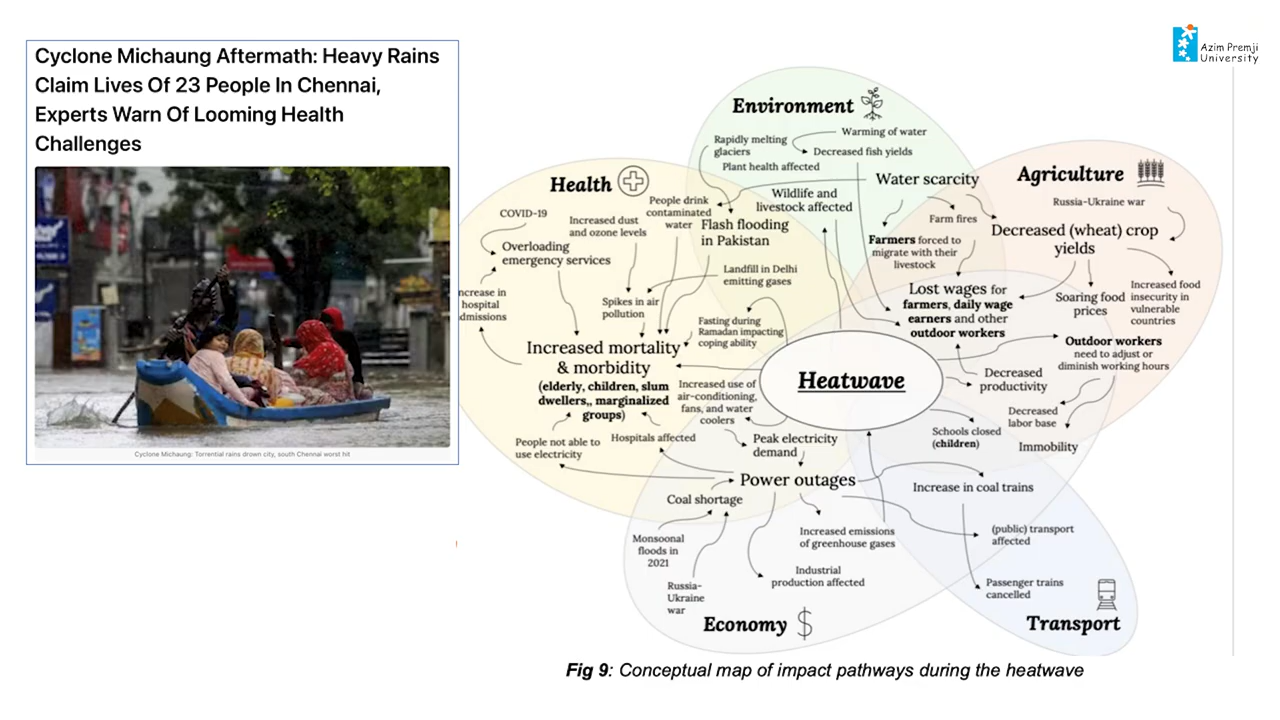 Cyclone Michaung Aftermath: Heavy Rains
Claim Lives Of 23 People In Chennai,
Experts Warn Of Looming Health
Challenges
Cyclone Michaung: Torrential rains drown city, south Chennai worst hit
Azim Premji
University
Environment
Rapidly melting
glaciers
Warming of water
Decreased fish yields
Plant health affected
Water scarcity
Wildlife and
livestock affected
Health
COVID-19
Increased dust
and ozone levels
People drink
contaminated
water
Flash flooding
in Pakistan
Overloading
emergency services
Landfill in Delhi
emitting gases
ncrease in
hospital
dmissions
Spikes in air
pollution
Fasting during
Ramadan impacting
coping ability
Increased mortality
& morbidity
(elderly, children, slum
dwellers,, marginalized
groups)
Increased use of
air-conditioning,
fans, and water
coolers
People not able to
use electricity
Hospitals affected
Agriculture
Russia-Ukraine war
Farm fires
Decreased (wheat) crop
yields
Farmers forced to
migrate with their
livestock
Lost wages for
farmers, daily wage
earners and other
outdoor workers
Soaring food
prices
Increased food
insecurity in
vulnerable
countries
Outdoor workers
need to adjust or
diminish working hours
Heatwave
Decreased
productivity
Decreased
labor base
Schools closed
(children)
Immobility
Peak electricity
demand
Power outages
Coal shortage
Increase in coal trains
Monsoonal
floods in
2021
Increased emissions
of greenhouse gases
(public) transport
affected
Russia-
Ukraine
war
Industrial
production affected
Passenger trains
cancelled
Economy
Transport
Fig 9: Conceptual map of impact pathways during the heatwave